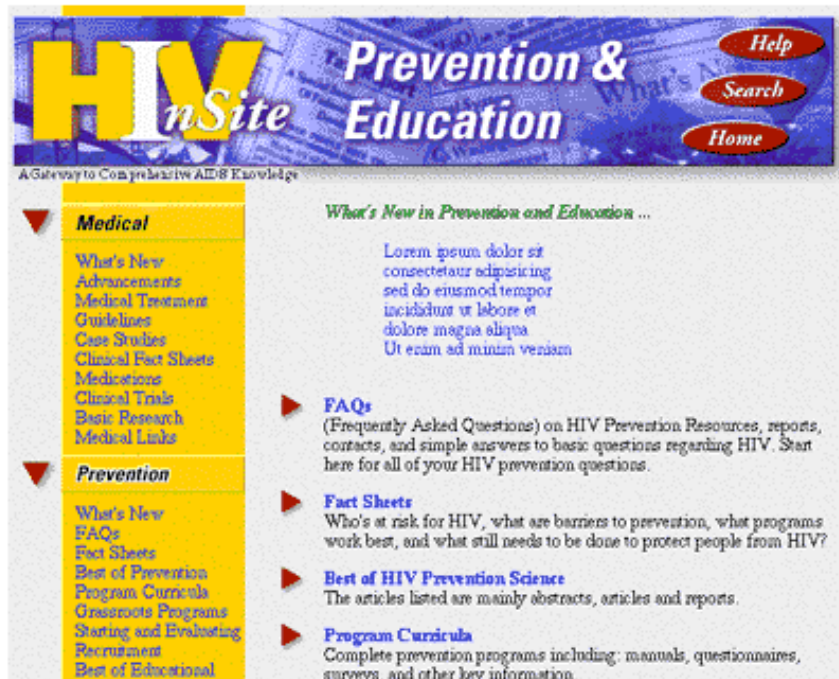 HIV
InSite
Prevention &
Education
Help
Search
Home
A Gateway to Comprehensive AIDS Knowledge
Medical
What's New
Advancements
Medical Treatment
Guidelines
Case Studies
Clinical Fact Sheets
Medications
Clinical Trials
Basic Research
Medical Links
Prevention
What's New
FAQs
Fact Sheets
Best of Prevention
Program Curricula
Grassroots Programs
Starting and Evaluating
Recruitment
Best of Educational
What's New in Prevention and Education ...
Lorem ipsum dolor sit
consectetaur adipisicing
sed do eiusmod tempor
incididunt ut labore et
dolore magna aliqua
Ut enim ad minim veniam
FAQs
(Frequently Asked Questions) on HIV Prevention Resources, reports,
contacts, and simple answers to basic questions regarding HIV. Start
here for all of your HIV prevention questions.
Fact Sheets
Who's at risk for HIV, what are barriers to prevention, what programs
work best, and what still needs to be done to protect people from HIV?
Best of HIV Prevention Science
The articles listed are mainly abstracts, articles and reports.
Program Curricula
Complete prevention programs including: manuals, questionnaires,
surveys, and other key information.